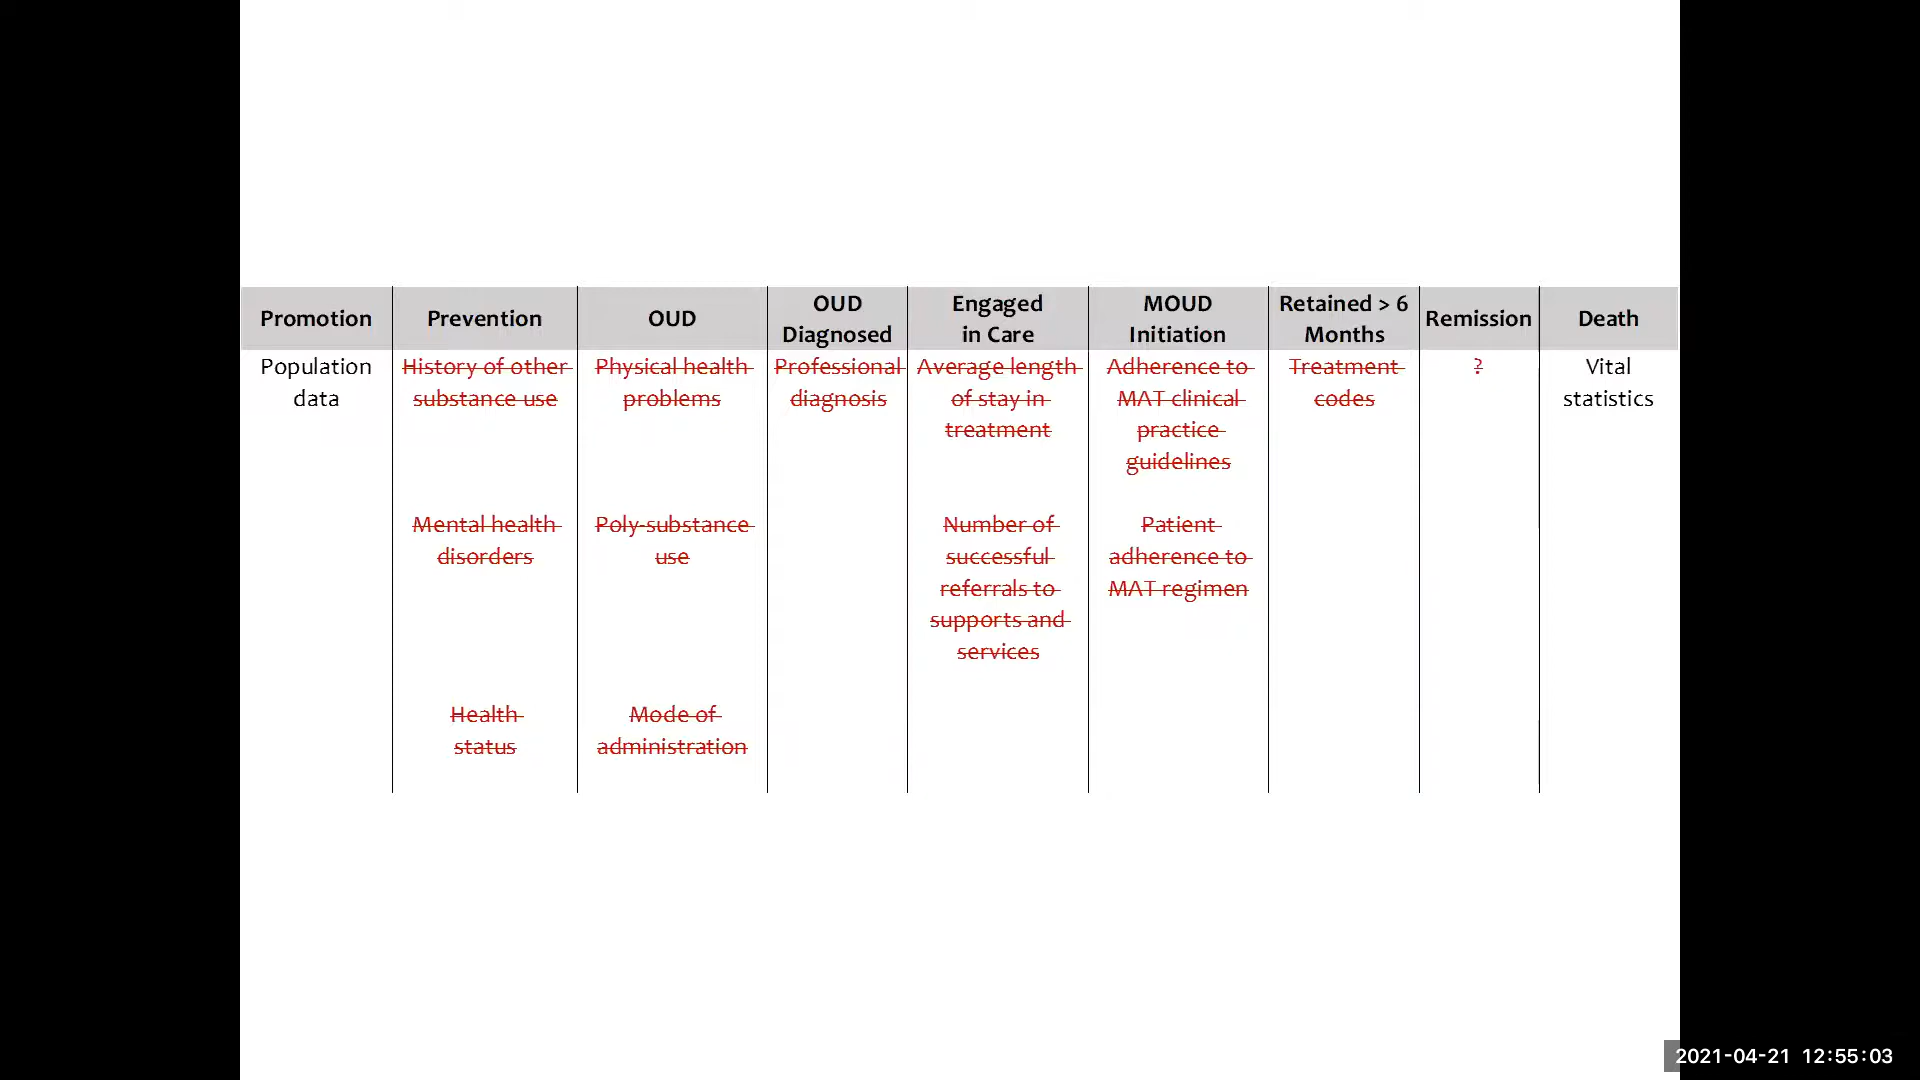 Promotion
Prevention
OUD
OUD
Diagnosed
Engaged
in Care
MOUD
Initiation
Retained > 6
Months
Remission
Death
Population
data
History of other
substance use
Physical health
problems
Professional
diagnosis
Average length
of stay in
treatment
Adherence to
MAT clinical
practice
guidelines
Treatment
codes
?
Vital
statistics
Mental health
disorders
Poly-substance
use
Number of
successful
referrals to
supports and
services
Patient
adherence to
MAT regimen
Health
status
Mode of
administration
2021-04-21 12:55:03